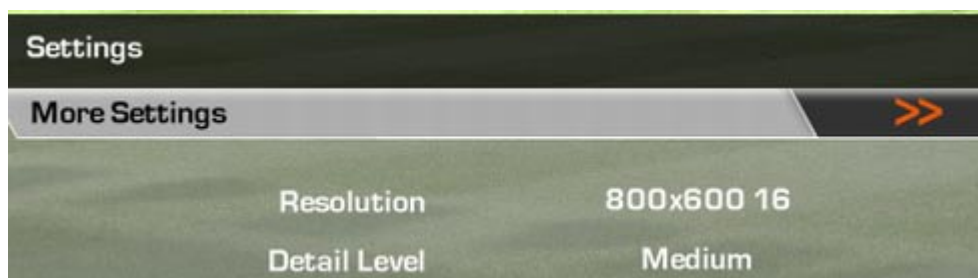 Settings
More Settings >>
Resolution 800x600 16
Detail Level Medium